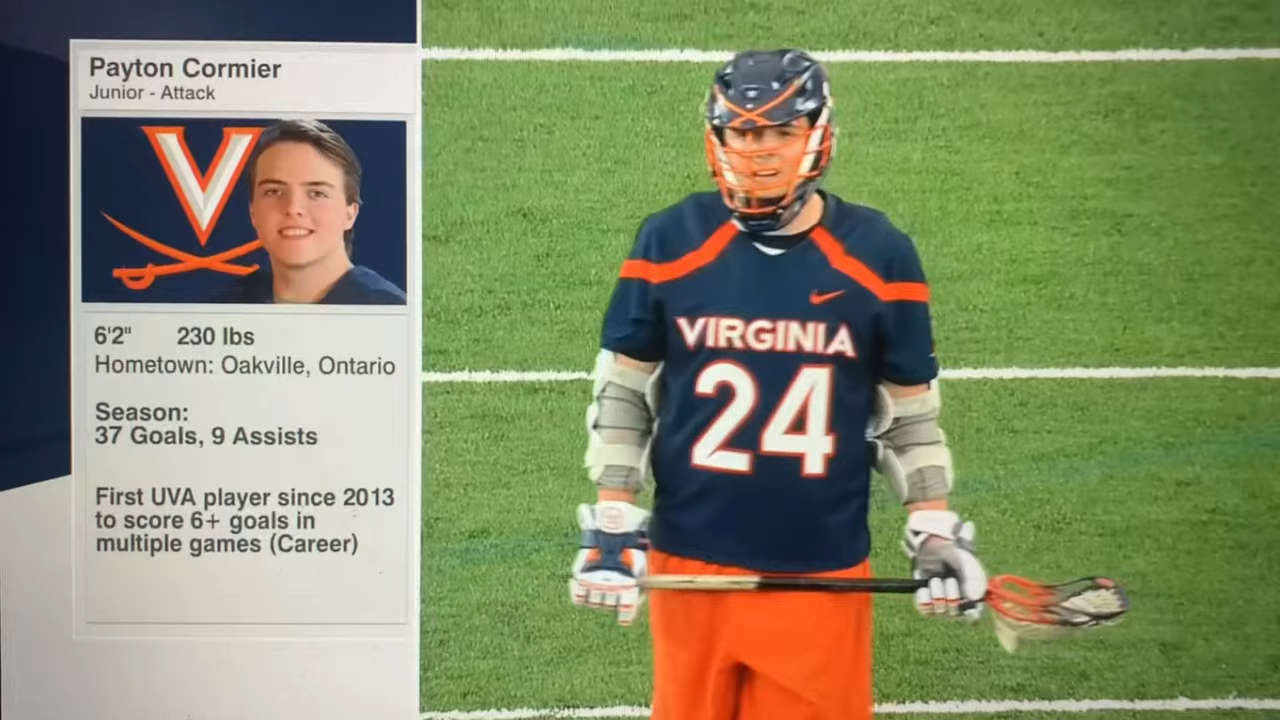 Payton Cormier
Junior - Attack
V
6'2" 230 lbs
Hometown: Oakville, Ontario
Season:
37 Goals, 9 Assists
First UVA player since 2013
to score 6+ goals in
multiple games (Career)
VIRGINIA
24